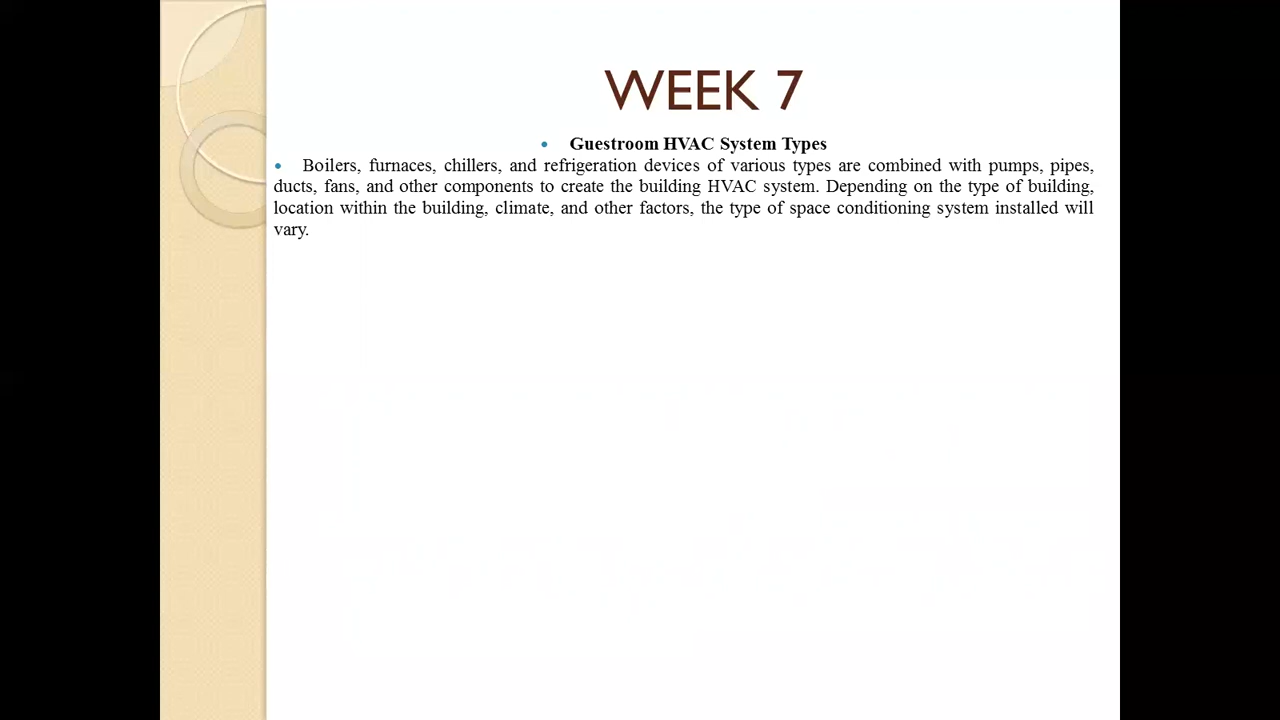 WEEK 7
• Guestroom HVAC System Types
• Boilers, furnaces, chillers, and refrigeration devices of various types are combined with pumps, pipes,
ducts, fans, and other components to create the building HVAC system. Depending on the type of building,
location within the building, climate, and other factors, the type of space conditioning system installed will
vary.